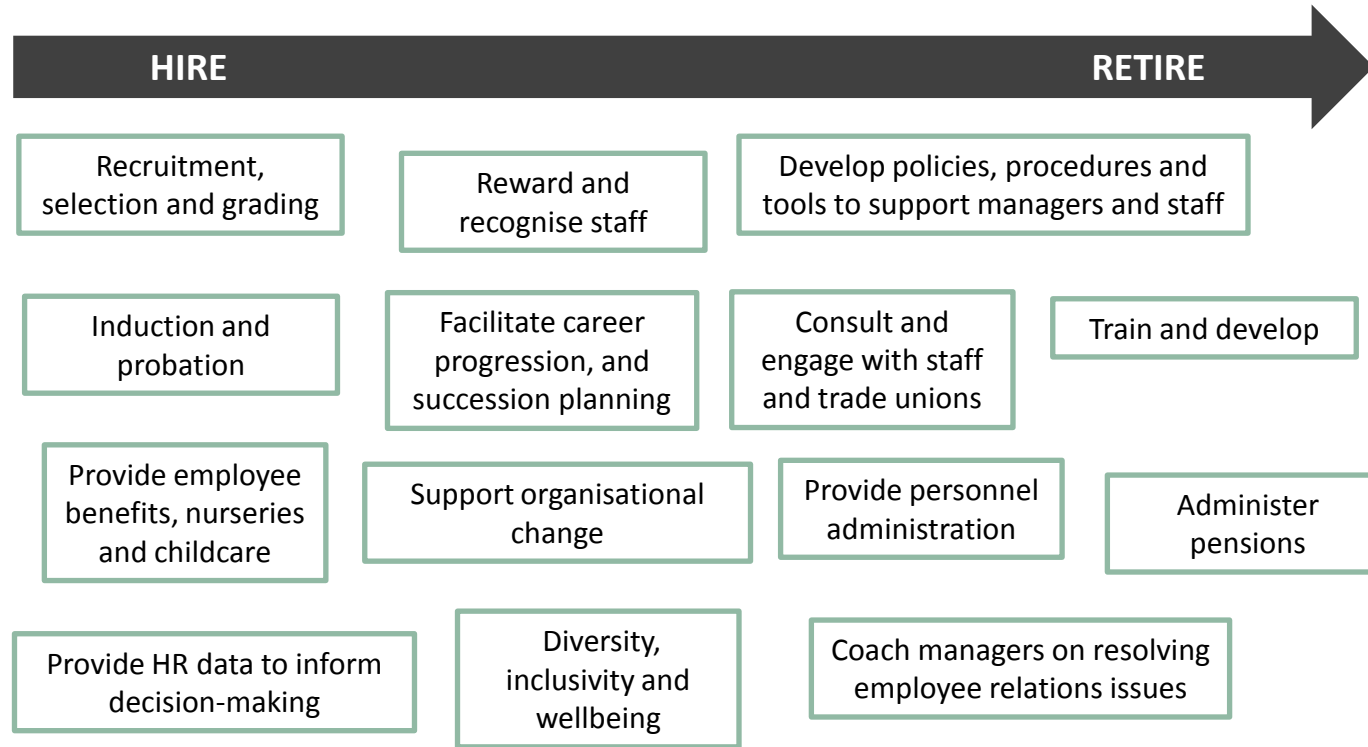 HIRE
RETIRE
Recruitment,
selection and grading
Reward and
recognise staff
Develop policies, procedures and
tools to support managers and staff
Induction and
probation
Facilitate career
progression, and
succession planning
Consult and
engage with staff
and trade unions
Train and develop
Provide employee
benefits, nurseries
and childcare
Support organisational
change
Provide personnel
administration
Administer
pensions
Provide HR data to inform
decision-making
Diversity,
inclusivity and
wellbeing
Coach managers on resolving
employee relations issues